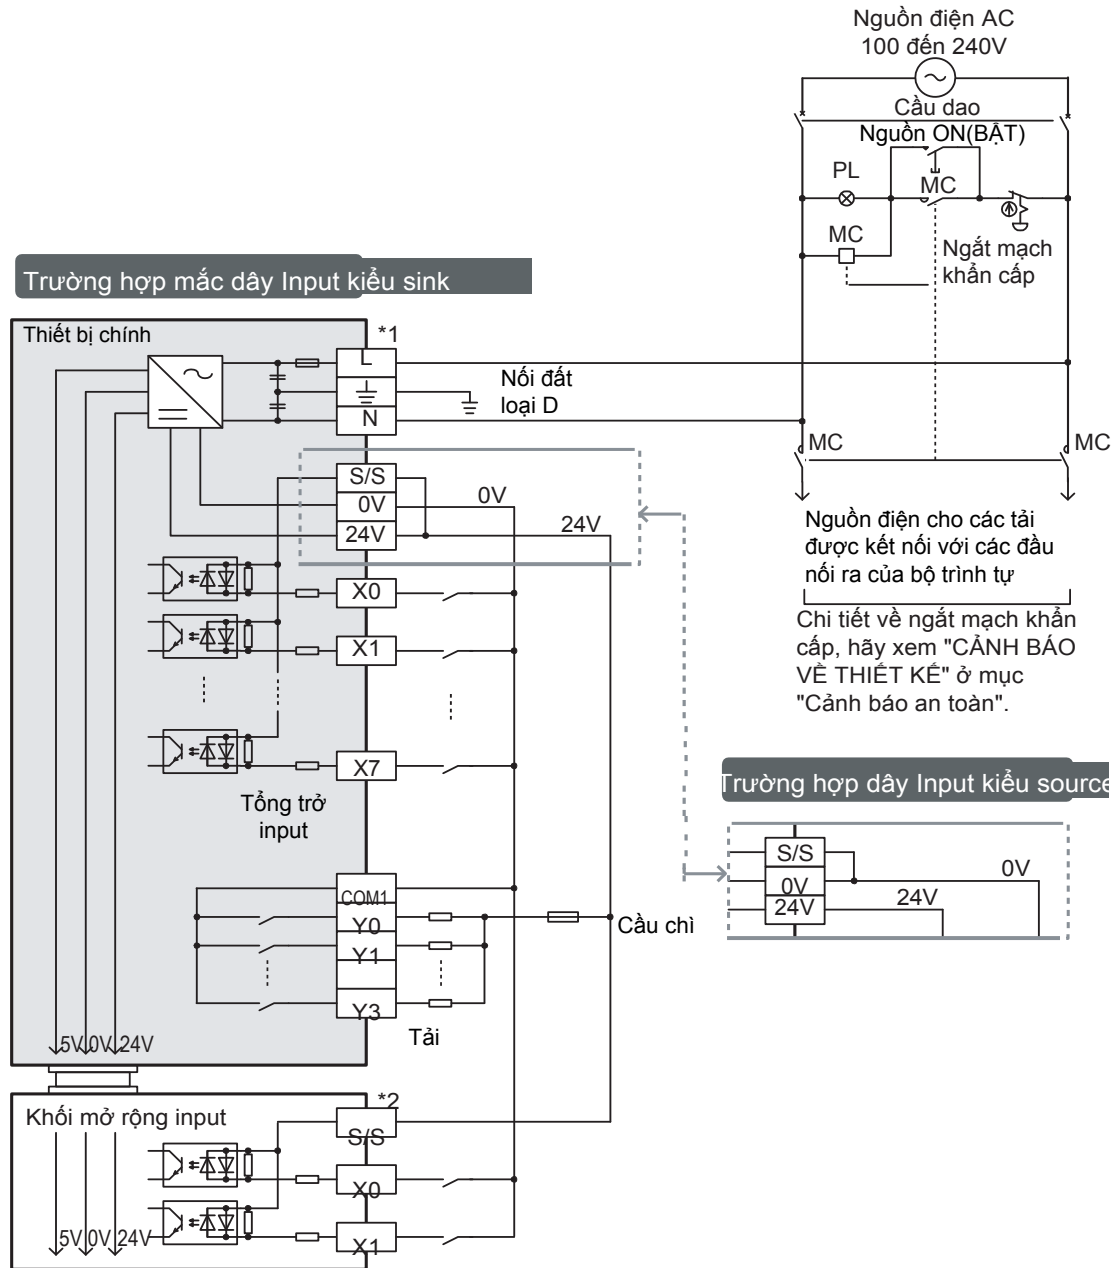 Nguồn điện AC
100 đến 240V
Cầu dao
Nguồn ON(BẬT)
PL
MC
MC
Ngắt mạch
khẩn cấp
Trường hợp mắc dây Input kiểu sink
Thiết bị chính
*1
L
N
Nối đất
loại D
MC
MC
S/S
0V
24V
0V
24V
Nguồn điện cho các tải
được kết nối với các đầu
nối ra của bộ trình tự
X0
X1
X7
Chi tiết về ngắt mạch khẩn
cấp, hãy xem "CẢNH BÁO
VỀ THIẾT KẾ" ở mục
"Cảnh báo an toàn".
Tổng trở
input
Trường hợp dây Input kiểu source
S/S
0V
24V
24V
0V
COM1
Y0
Y1
Y3
Cầu chì
Tải
5V 0V 24V
Khối mở rộng input
*2
S/S
X0
X1
5V 0V 24V